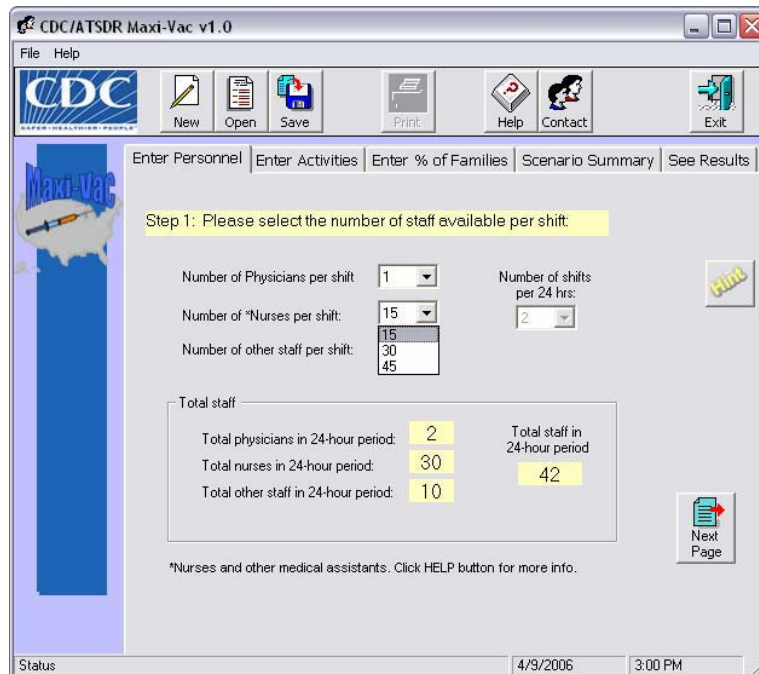 CDC/ATSDR Maxi-Vac v1.0
File Help
CDC
SAFER·HEALTHIER·PEOPLE™
New Open Save Print Help Contact Exit
Maxi-Vac
Enter Personnel Enter Activities Enter % of Families Scenario Summary See Results
Step 1: Please select the number of staff available per shift:
Number of Physicians per shift 1
Number of shifts
per 24 hrs:
2
Hint
Number of *Nurses per shift: 15
15
30
45
Number of other staff per shift:
Total staff
Total physicians in 24-hour period: 2
Total nurses in 24-hour period: 30
Total other staff in 24-hour period: 10
Total staff in
24-hour period
42
Next
Page
*Nurses and other medical assistants. Click HELP button for more info.
Status 4/9/2006 3:00 PM